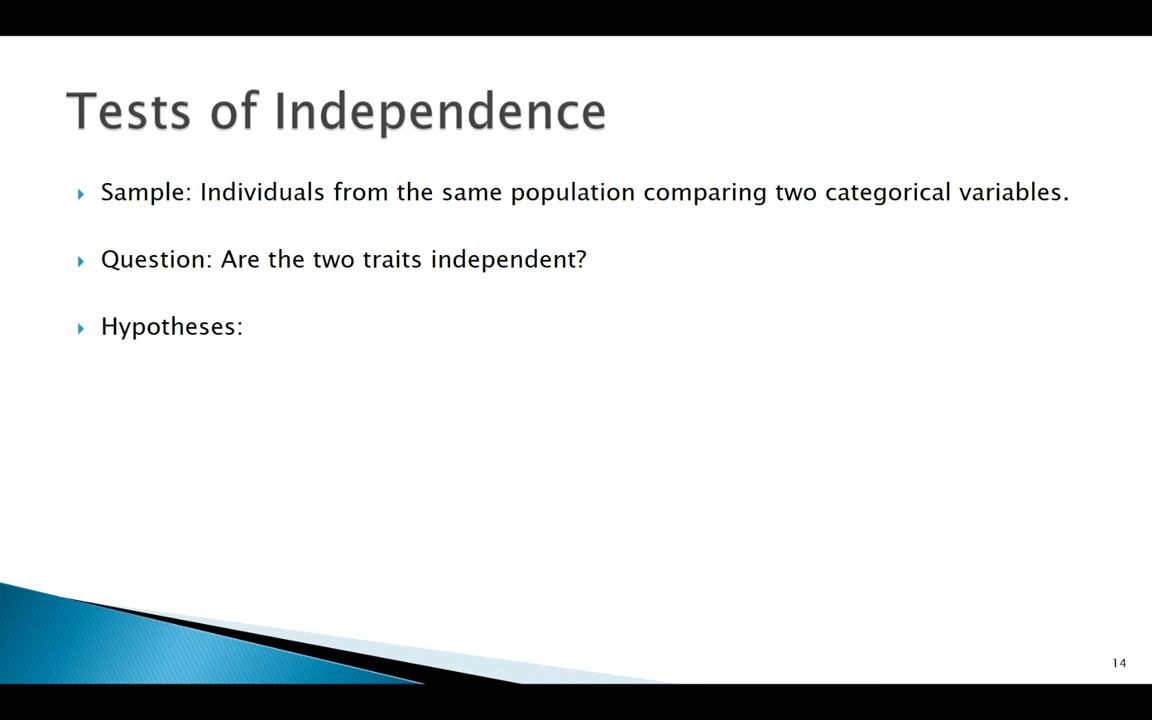 Tests of Independence
Sample: Individuals from the same population comparing two categorical variables.
Question: Are the two traits independent?
Hypotheses:
14